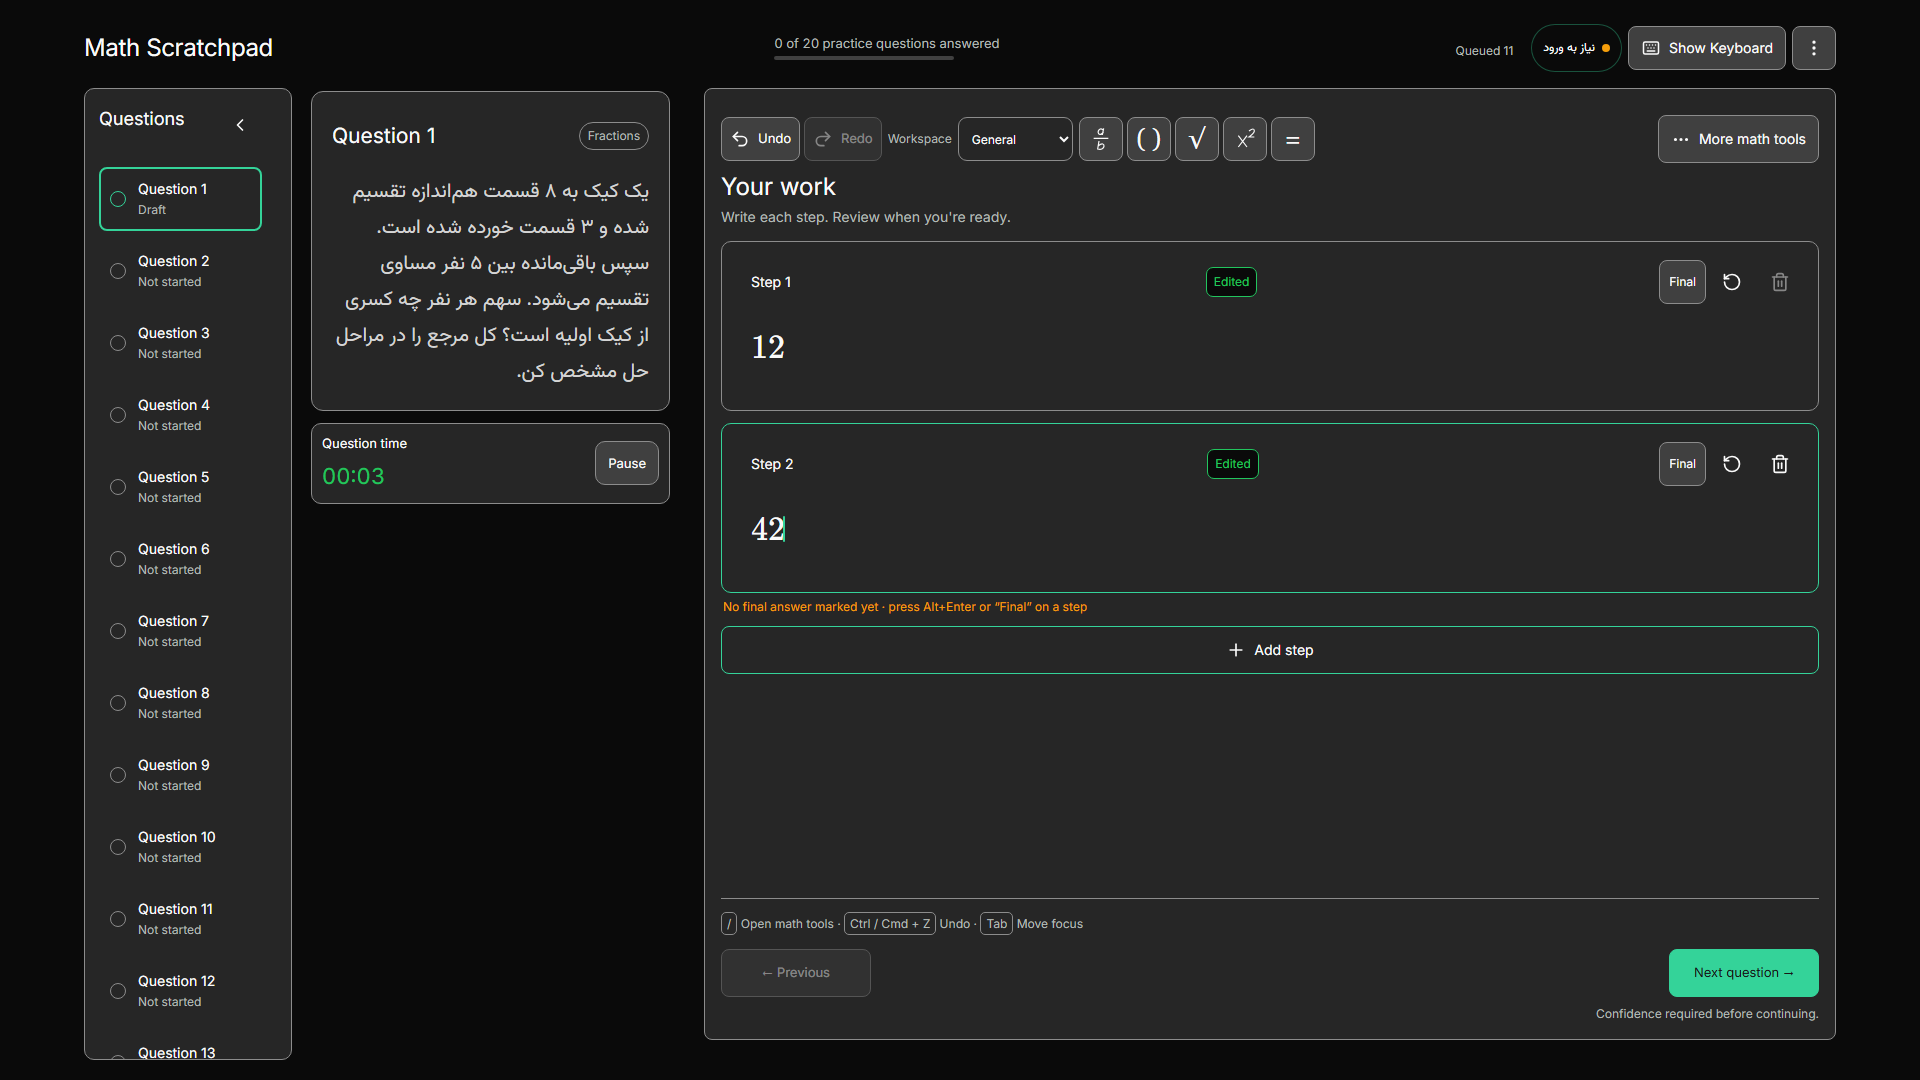 Math Scratchpad
0 of 20 practice questions answered
Queued 11
نیاز به ورود
Show Keyboard
Questions
Question 1
Draft
Question 2
Not started
Question 3
Not started
Question 4
Not started
Question 5
Not started
Question 6
Not started
Question 7
Not started
Question 8
Not started
Question 9
Not started
Question 10
Not started
Question 11
Not started
Question 12
Not started
Question 13
Question 1
Fractions
یک کیک به ۸ قسمت هم‌اندازه تقسیم
شده و ۳ قسمت خورده شده است.
سپس باقی‌مانده بین ۵ نفر مساوی
تقسیم می‌شود. سهم هر نفر چه کسری
از کیک اولیه است؟ کل مرجع را در مراحل
حل مشخص کن.
Question time
00:03
Pause
Undo
Redo
Workspace
General
a/b
( )
√
x²
=
More math tools
Your work
Write each step. Review when you're ready.
Step 1
Edited
Final
12
Step 2
Edited
Final
42
No final answer marked yet · press Alt+Enter or “Final” on a step
+ Add step
/ Open math tools · Ctrl / Cmd + Z Undo · Tab Move focus
← Previous
Next question →
Confidence required before continuing.